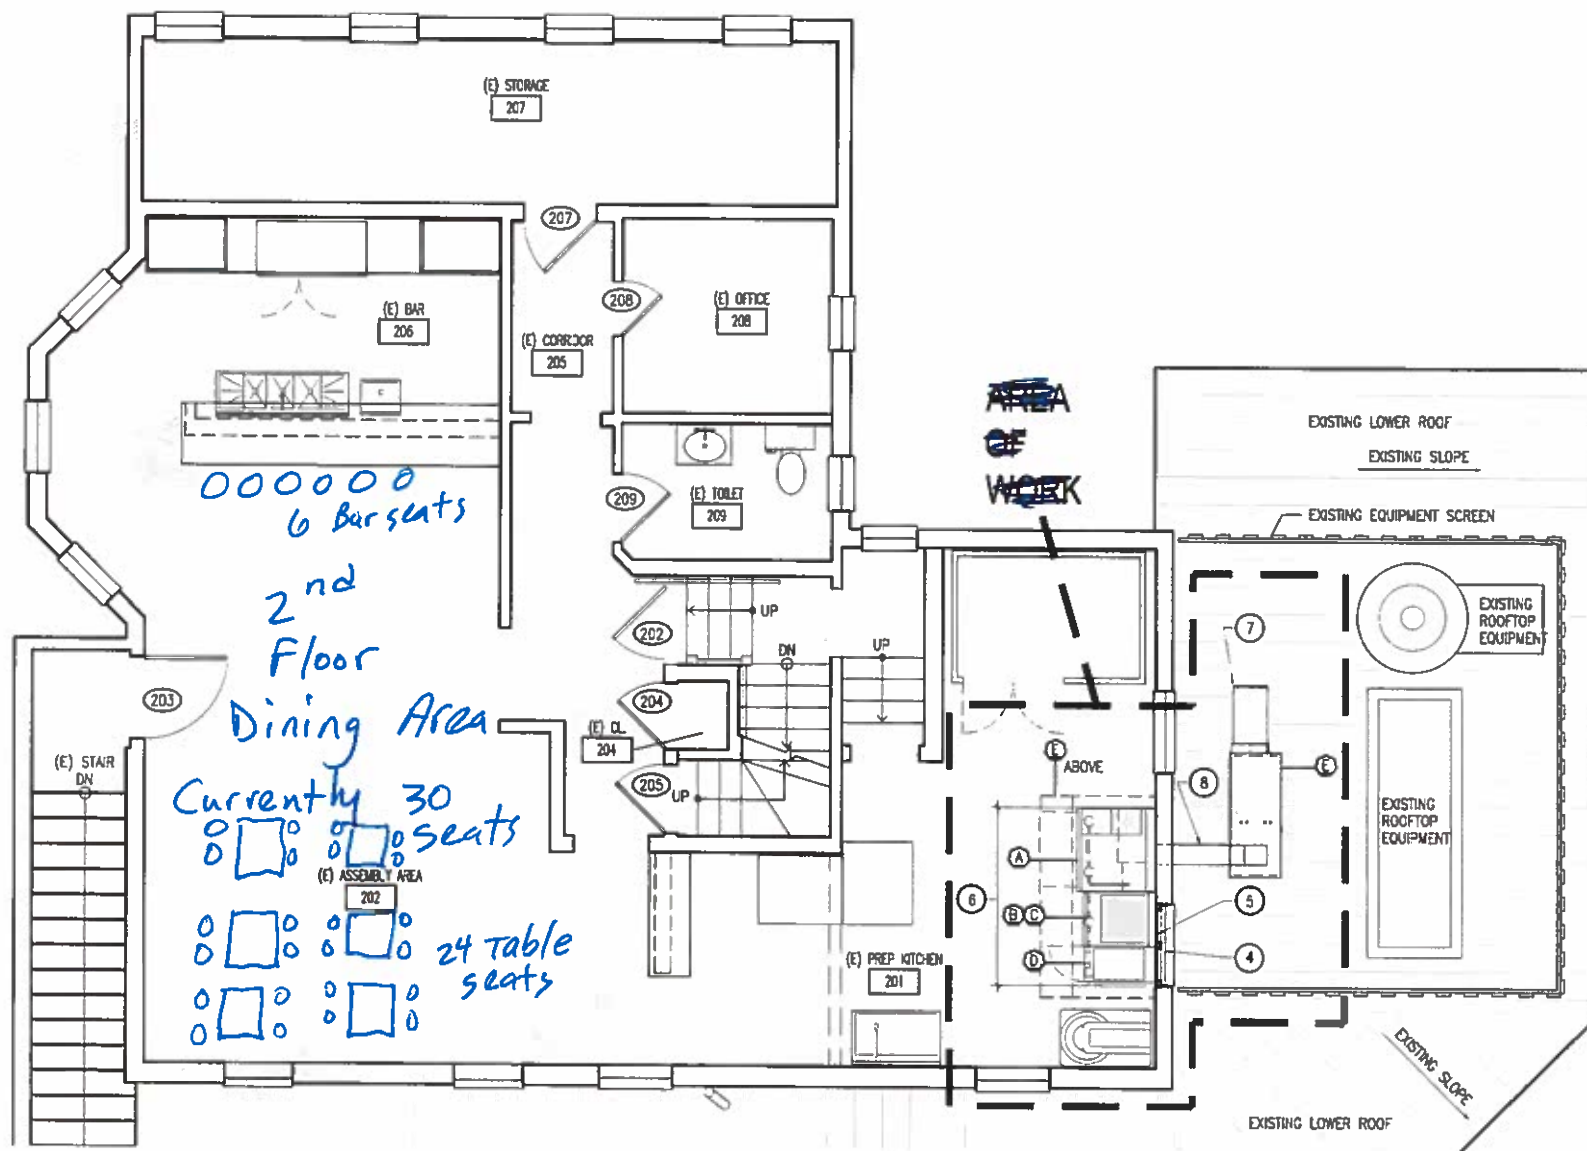 (E) STORAGE
207
207
(E) BAR
206
208
(E) OFFICE
208
(E) CORRIDOR
205
AREA
OF
WORK
EXISTING LOWER ROOF
EXISTING SLOPE
6 Bar seats
209
(E) TOILET
209
EXISTING EQUIPMENT SCREEN
2nd
Floor
Dining Area
Currently 30
seats
202
UP
DN
UP
7
EXISTING
ROOFTOP
EQUIPMENT
203
204
(E) CL.
204
(E) STAIR
DN
205
UP
E
ABOVE
8
E
EXISTING
ROOFTOP
EQUIPMENT
(E) ASSEMBLY AREA
202
A
6
B C
5
D
4
24 Table
seats
(E) PREP KITCHEN
201
EXISTING SLOPE
EXISTING LOWER ROOF